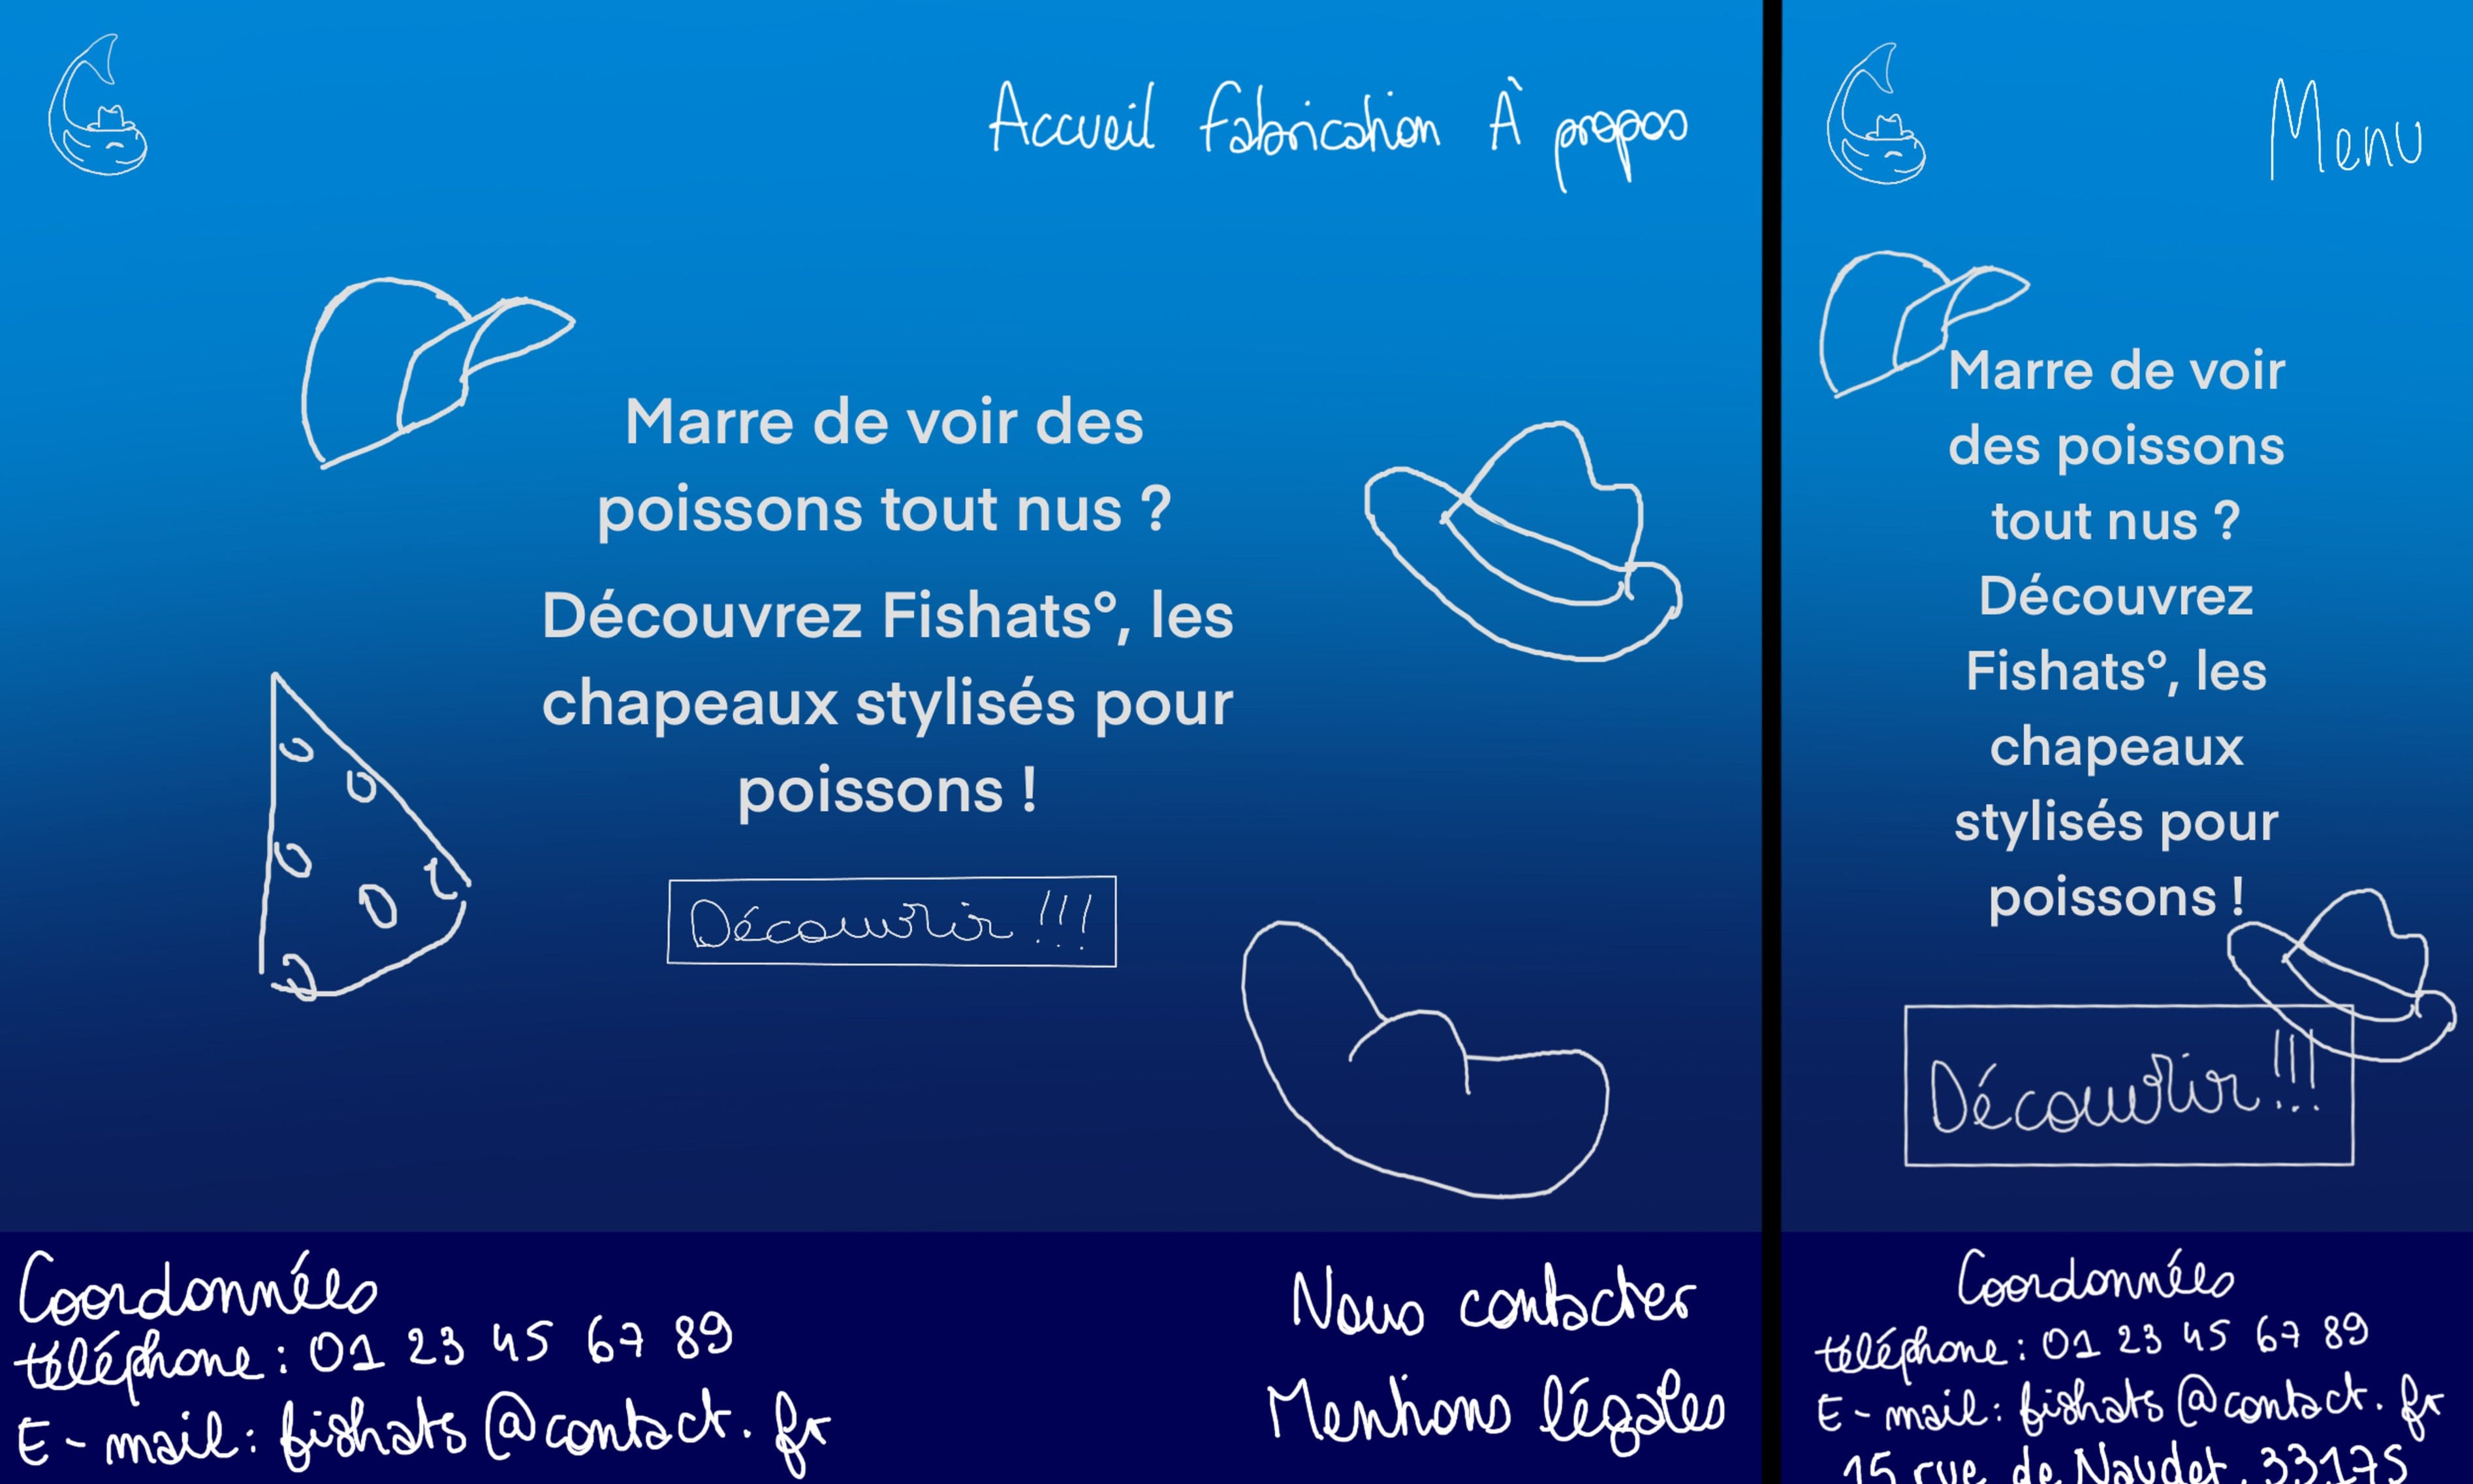 Accueil Fabrication À propos
Marre de voir des
poissons tout nus ?
Découvrez Fishats°, les
chapeaux stylisés pour
poissons !
Découvrir !!!
Coordonnées
téléphone : 01 23 45 67 89
E-mail : fishats@contact.fr
Nous contacter
Mentions légales
Menu
Marre de voir
des poissons
tout nus ?
Découvrez
Fishats°, les
chapeaux
stylisés pour
poissons !
Découvrir !!!
Coordonnées
téléphone : 01 23 45 67 89
E-mail : fishats@contact.fr
15 rue de Naudet, 33175